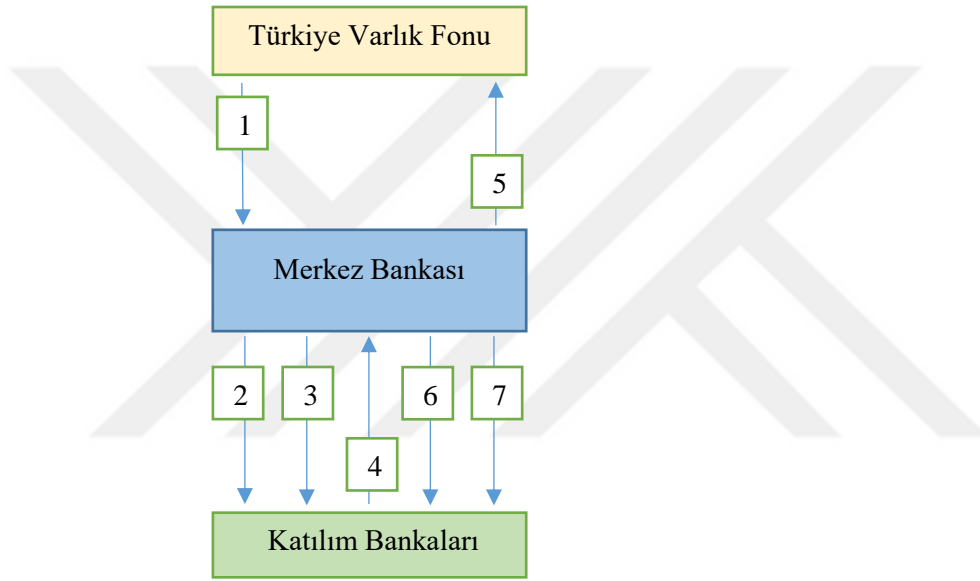 Türkiye Varlık Fonu
1
5
Merkez Bankası
2
3
6
7
4
Katılım Bankaları